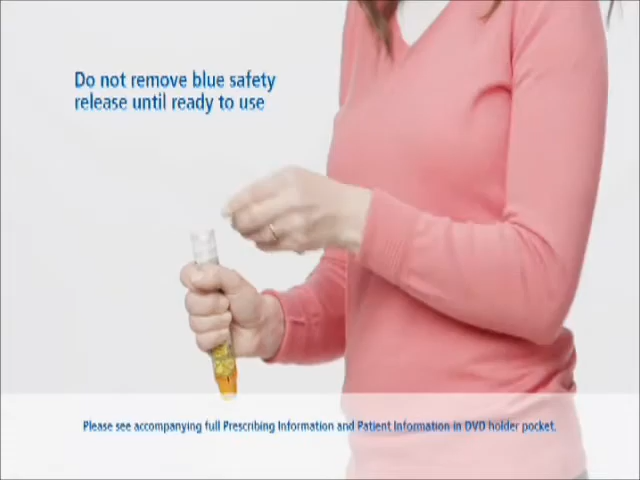 Do not remove blue safety
release until ready to use
Please see accompanying full Prescribing Information and Patient Information in DVD holder pocket.